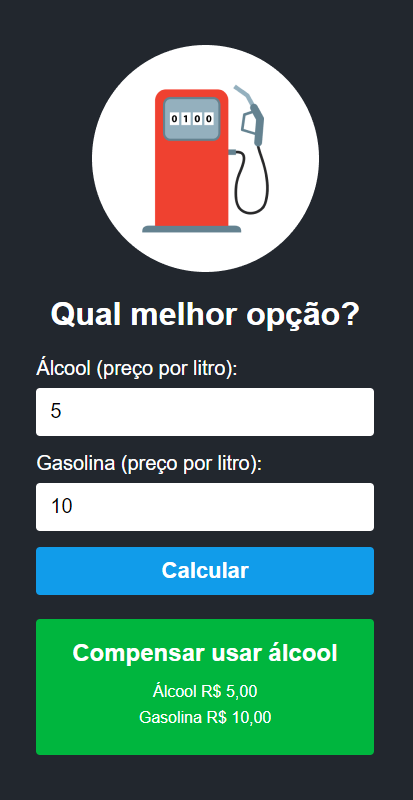 0100
Qual melhor opção?
Álcool (preço por litro):
5
Gasolina (preço por litro):
10
Calcular
Compensar usar álcool
Álcool R$ 5,00
Gasolina R$ 10,00